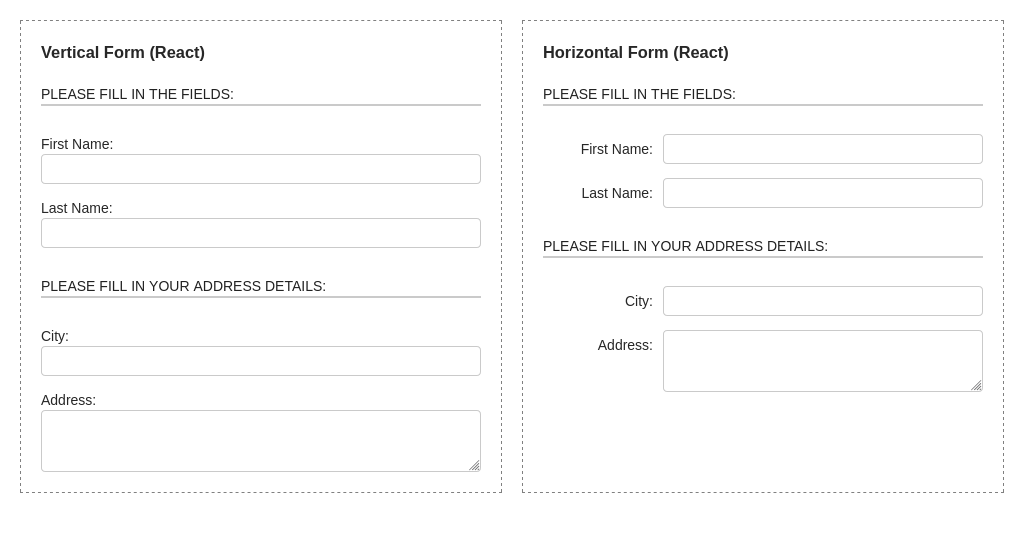 Vertical Form (React)
PLEASE FILL IN THE FIELDS:
First Name:
Last Name:
PLEASE FILL IN YOUR ADDRESS DETAILS:
City:
Address:
Horizontal Form (React)
PLEASE FILL IN THE FIELDS:
First Name:
Last Name:
PLEASE FILL IN YOUR ADDRESS DETAILS:
City:
Address: